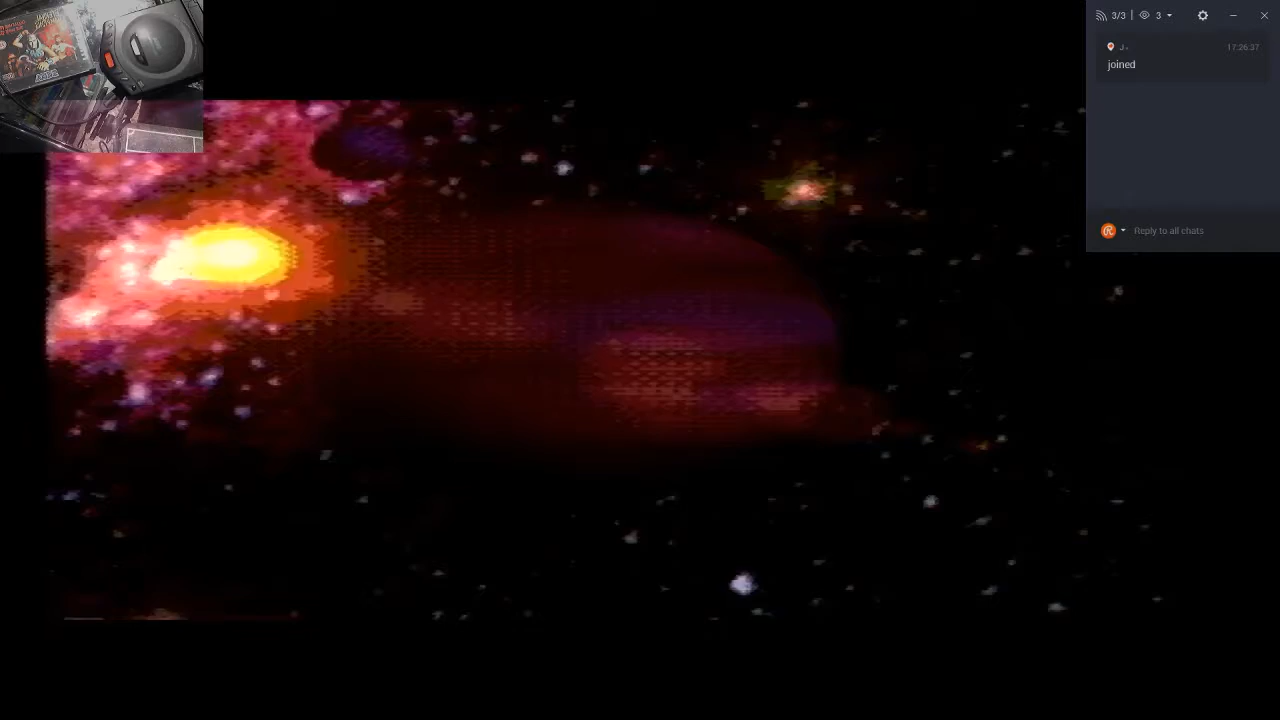 3/3 | 3
J.
17:26:37
joined
Reply to all chats